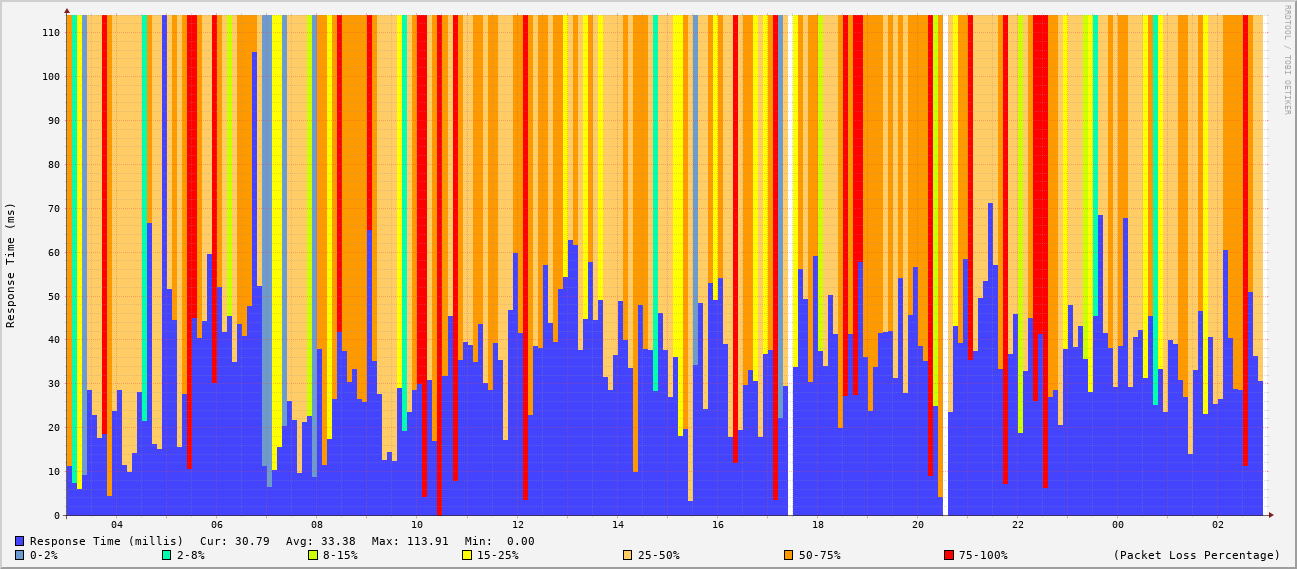 RRDTOOL / TOBI OETIKER
Response Time (ms)
110
100
90
80
70
60
50
40
30
20
10
0
04 06 08 10 12 14 16 18 20 22 00 02
Response Time (millis) Cur: 30.79 Avg: 33.38 Max: 113.91 Min: 0.00
0-2% 2-8% 8-15% 15-25% 25-50% 50-75% 75-100% (Packet Loss Percentage)